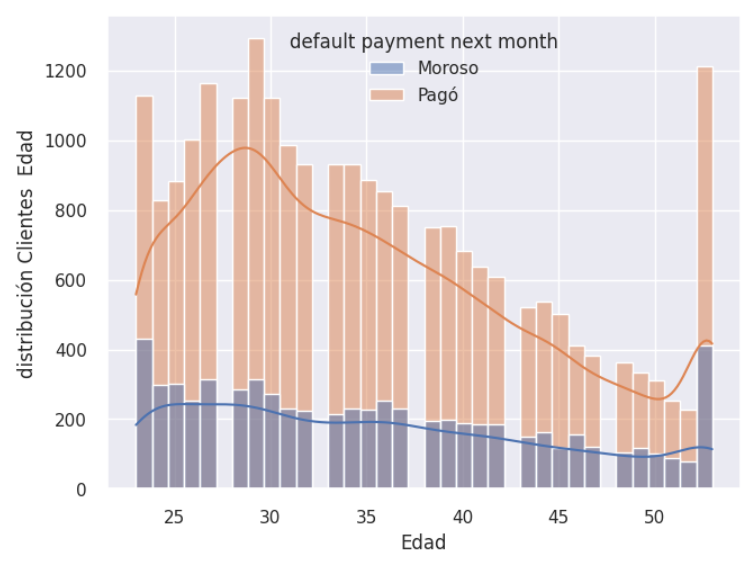 default payment next month
Moroso
Pagó
distribución Clientes  Edad
1200
1000
800
600
400
200
0
25
30
35
40
45
50
Edad